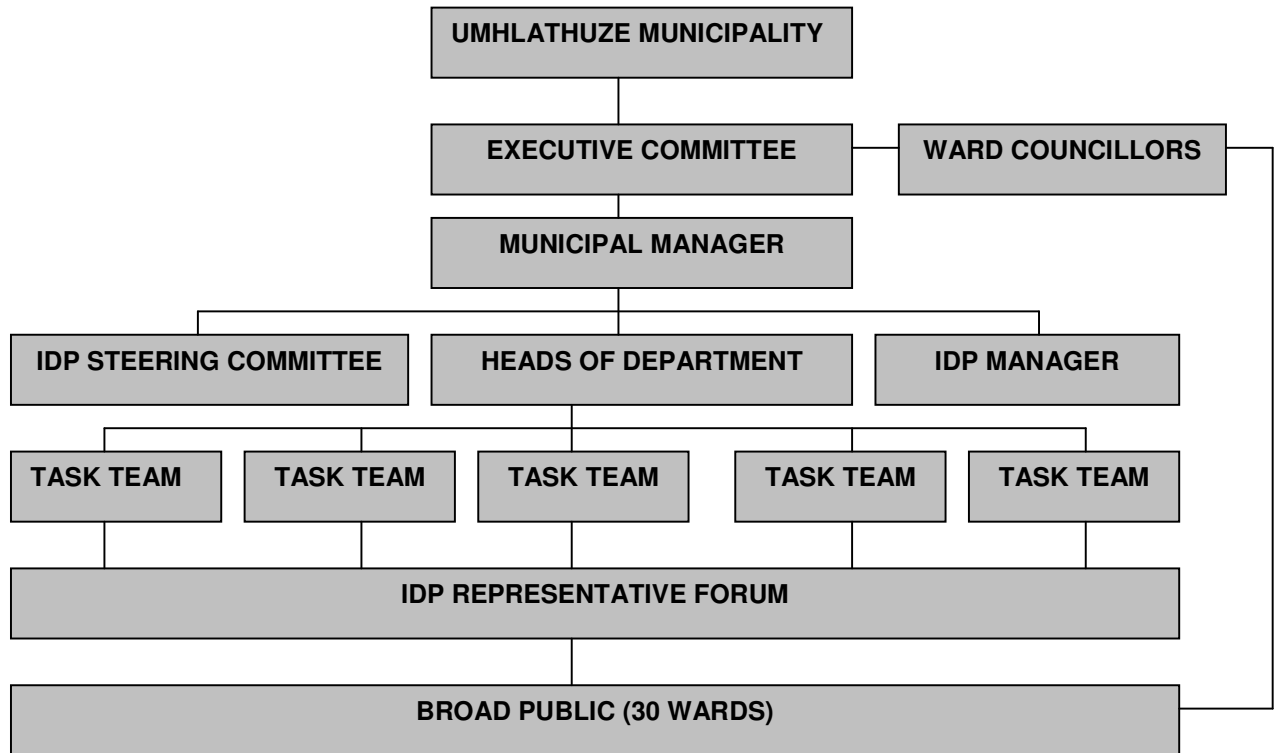 UMHLATHUZE MUNICIPALITY
EXECUTIVE COMMITTEE
WARD COUNCILLORS
MUNICIPAL MANAGER
IDP STEERING COMMITTEE
HEADS OF DEPARTMENT
IDP MANAGER
TASK TEAM
TASK TEAM
TASK TEAM
TASK TEAM
TASK TEAM
IDP REPRESENTATIVE FORUM
BROAD PUBLIC (30 WARDS)